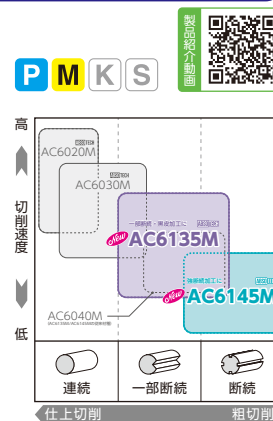 製品紹介動画
P M K S
高
切削速度
低
AC6020M
AC6030M
一部断続・黒皮加工に
New AC6135M
強断続加工に
New AC6145M
AC6040M
連続
一部断続
断続
仕上切削
粗切削